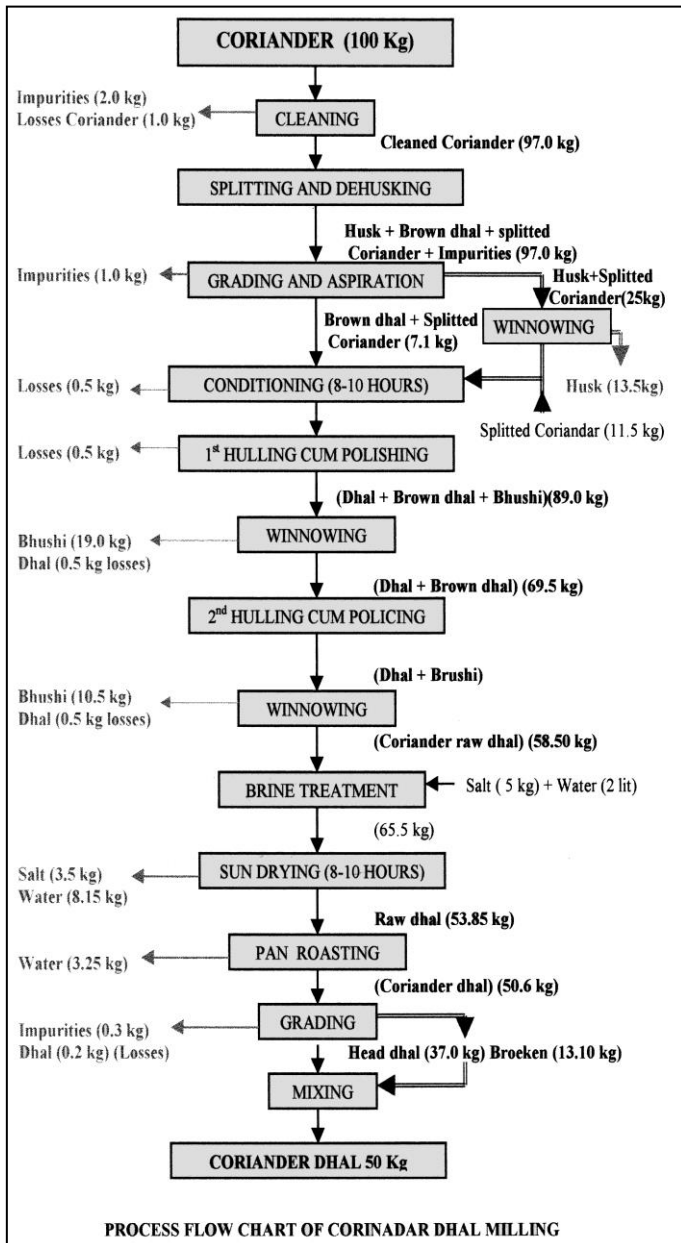 CORIANDER (100 Kg)
Impurities (2.0 kg)
Losses Coriander (1.0 kg)
CLEANING
Cleaned Coriander (97.0 kg)
SPLITTING AND DEHUSKING
Husk + Brown dhal + splitted
Coriander + Impurities (97.0 kg)
Impurities (1.0 kg)
GRADING AND ASPIRATION
Husk+Splitted
Coriander(25kg)
Brown dhal + Splitted
Coriander (7.1 kg)
WINNOWING
Losses (0.5 kg)
CONDITIONING (8-10 HOURS)
Husk (13.5kg)
Splitted Coriandar (11.5 kg)
Losses (0.5 kg)
1st HULLING CUM POLISHING
(Dhal + Brown dhal + Bhushi)(89.0 kg)
Bhushi (19.0 kg)
Dhal (0.5 kg losses)
WINNOWING
(Dhal + Brown dhal) (69.5 kg)
2nd HULLING CUM POLICING
(Dhal + Brushi)
Bhushi (10.5 kg)
Dhal (0.5 kg losses)
WINNOWING
(Coriander raw dhal) (58.50 kg)
BRINE TREATMENT
Salt ( 5 kg) + Water (2 lit)
(65.5 kg)
Salt (3.5 kg)
Water (8.15 kg)
SUN DRYING (8-10 HOURS)
Raw dhal (53.85 kg)
Water (3.25 kg)
PAN ROASTING
(Coriander dhal) (50.6 kg)
Impurities (0.3 kg)
Dhal (0.2 kg) (Losses)
GRADING
Head dhal (37.0 kg) Broeken (13.10 kg)
MIXING
CORIANDER DHAL 50 Kg
PROCESS FLOW CHART OF CORINADAR DHAL MILLING